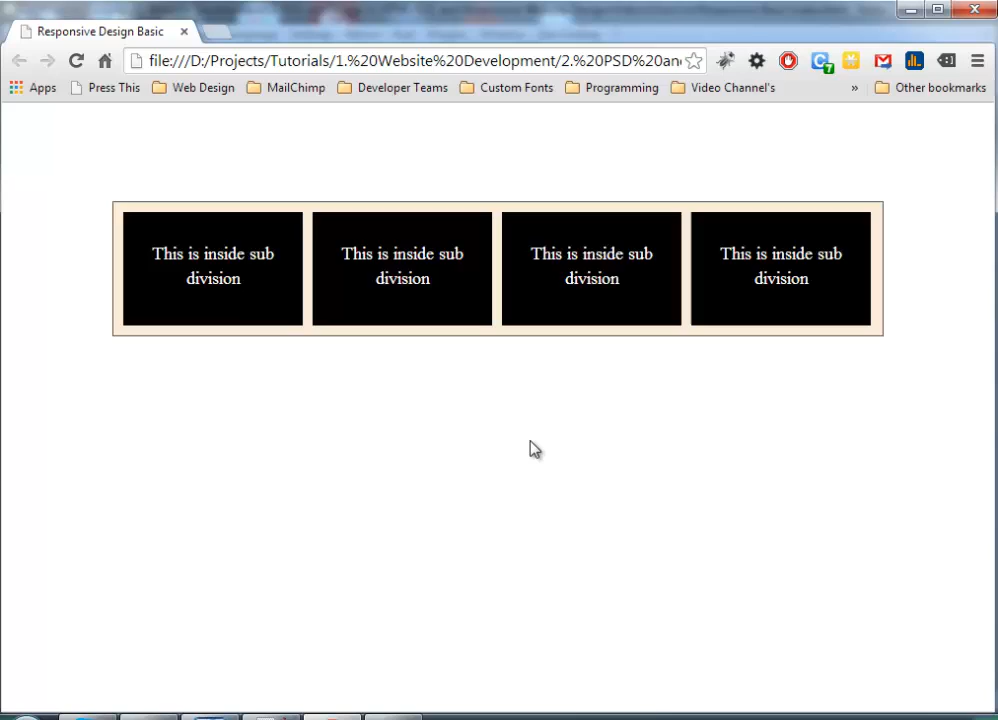 Responsive Design Basic
file:///D:/Projects/Tutorials/1.%20Website%20Development/2.%20PSD%20an
Apps Press This Web Design MailChimp Developer Teams Custom Fonts Programming Video Channel's » Other bookmarks
This is inside sub
division
This is inside sub
division
This is inside sub
division
This is inside sub
division